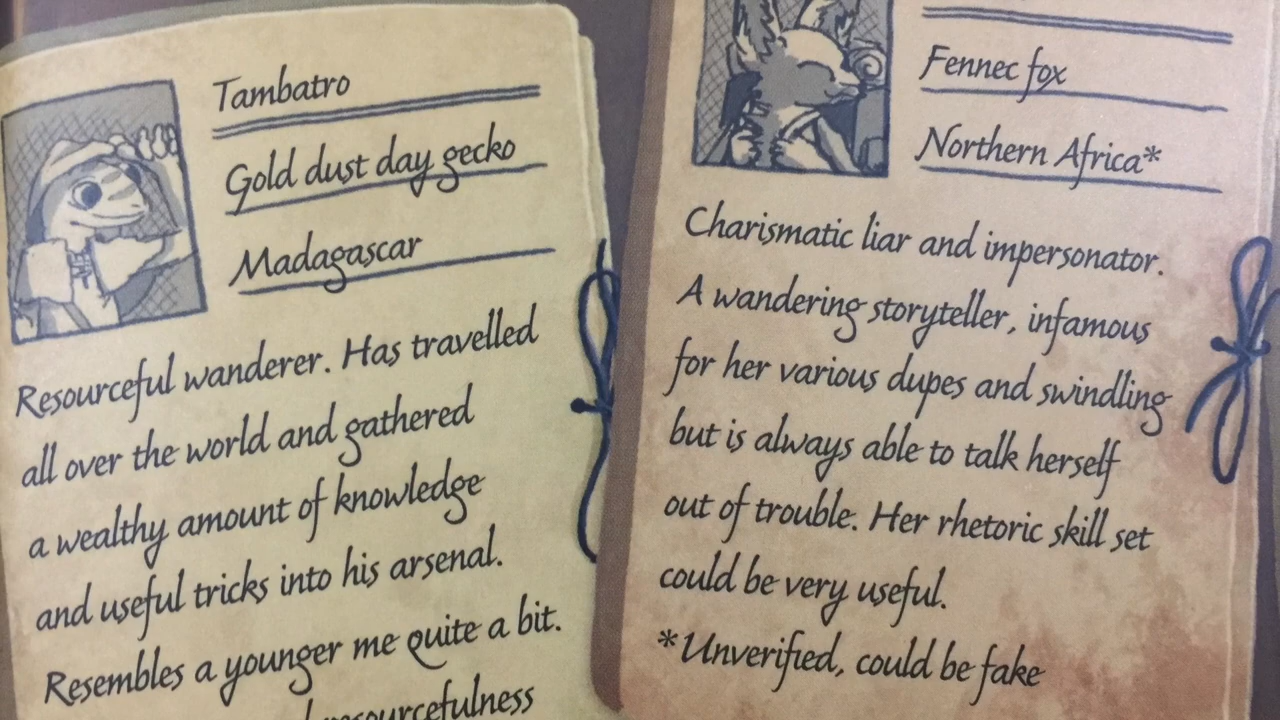 Tambatro
Gold dust day gecko
Madagascar
Resourceful wanderer. Has travelled
all over the world and gathered
a wealthy amount of knowledge
and useful tricks into his arsenal.
Resembles a younger me quite a bit.
resourcefulness
Fennec fox
Northern Africa*
Charismatic liar and impersonator.
A wandering storyteller, infamous
for her various dupes and swindling
but is always able to talk herself
out of trouble. Her rhetoric skill set
could be very useful.
*Unverified, could be fake